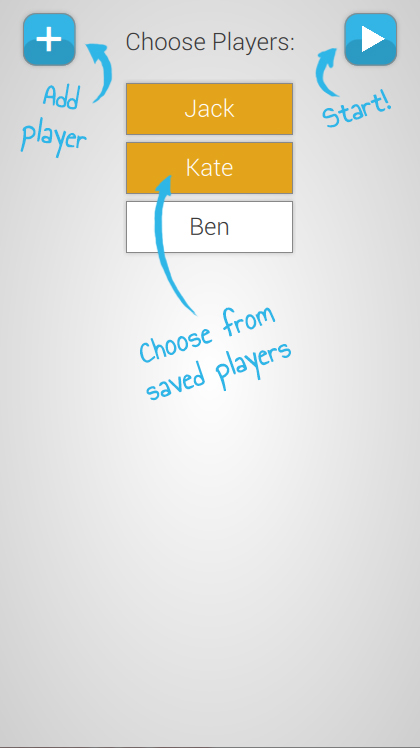 Choose Players:
Add
player
Start!
Jack
Kate
Ben
Choose from
saved players